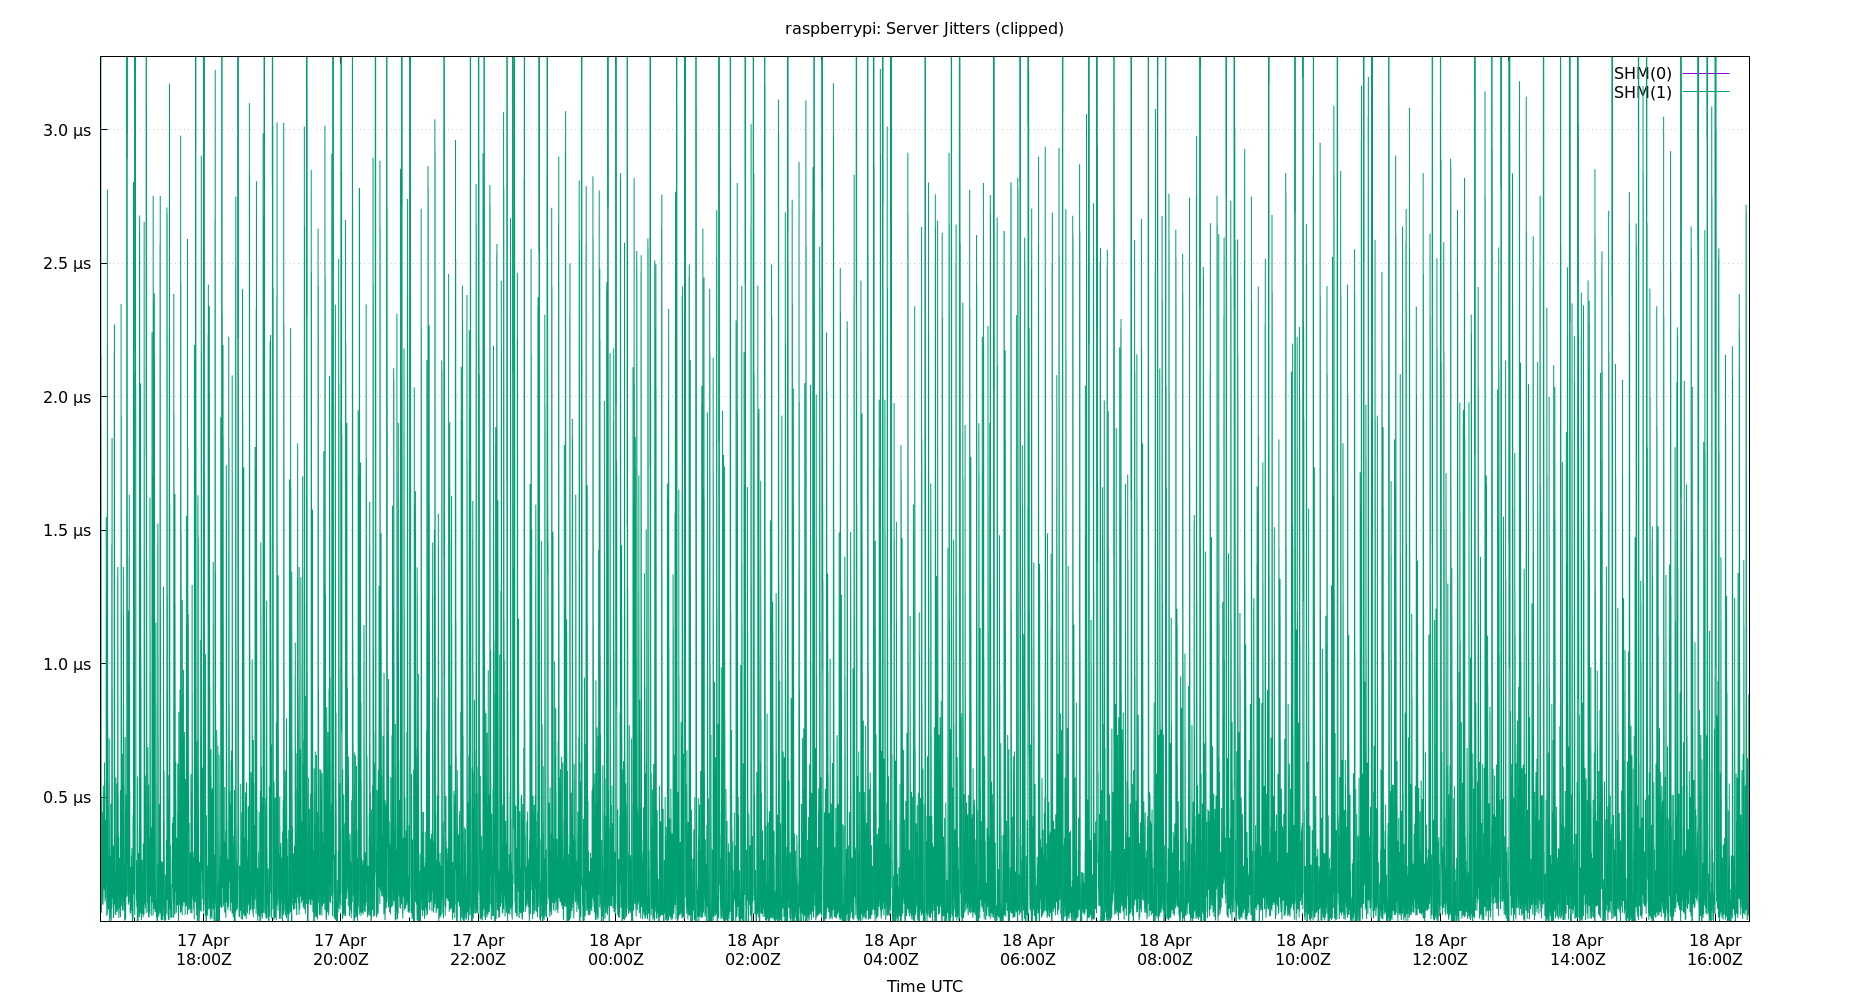 raspberrypi: Server Jitters (clipped)
SHM(0)
SHM(1)
3.0 µs
2.5 µs
2.0 µs
1.5 µs
1.0 µs
0.5 µs
17 Apr 17 Apr 17 Apr 18 Apr 18 Apr 18 Apr 18 Apr 18 Apr 18 Apr 18 Apr 18 Apr 18 Apr
18:00Z 20:00Z 22:00Z 00:00Z 02:00Z 04:00Z 06:00Z 08:00Z 10:00Z 12:00Z 14:00Z 16:00Z
Time UTC